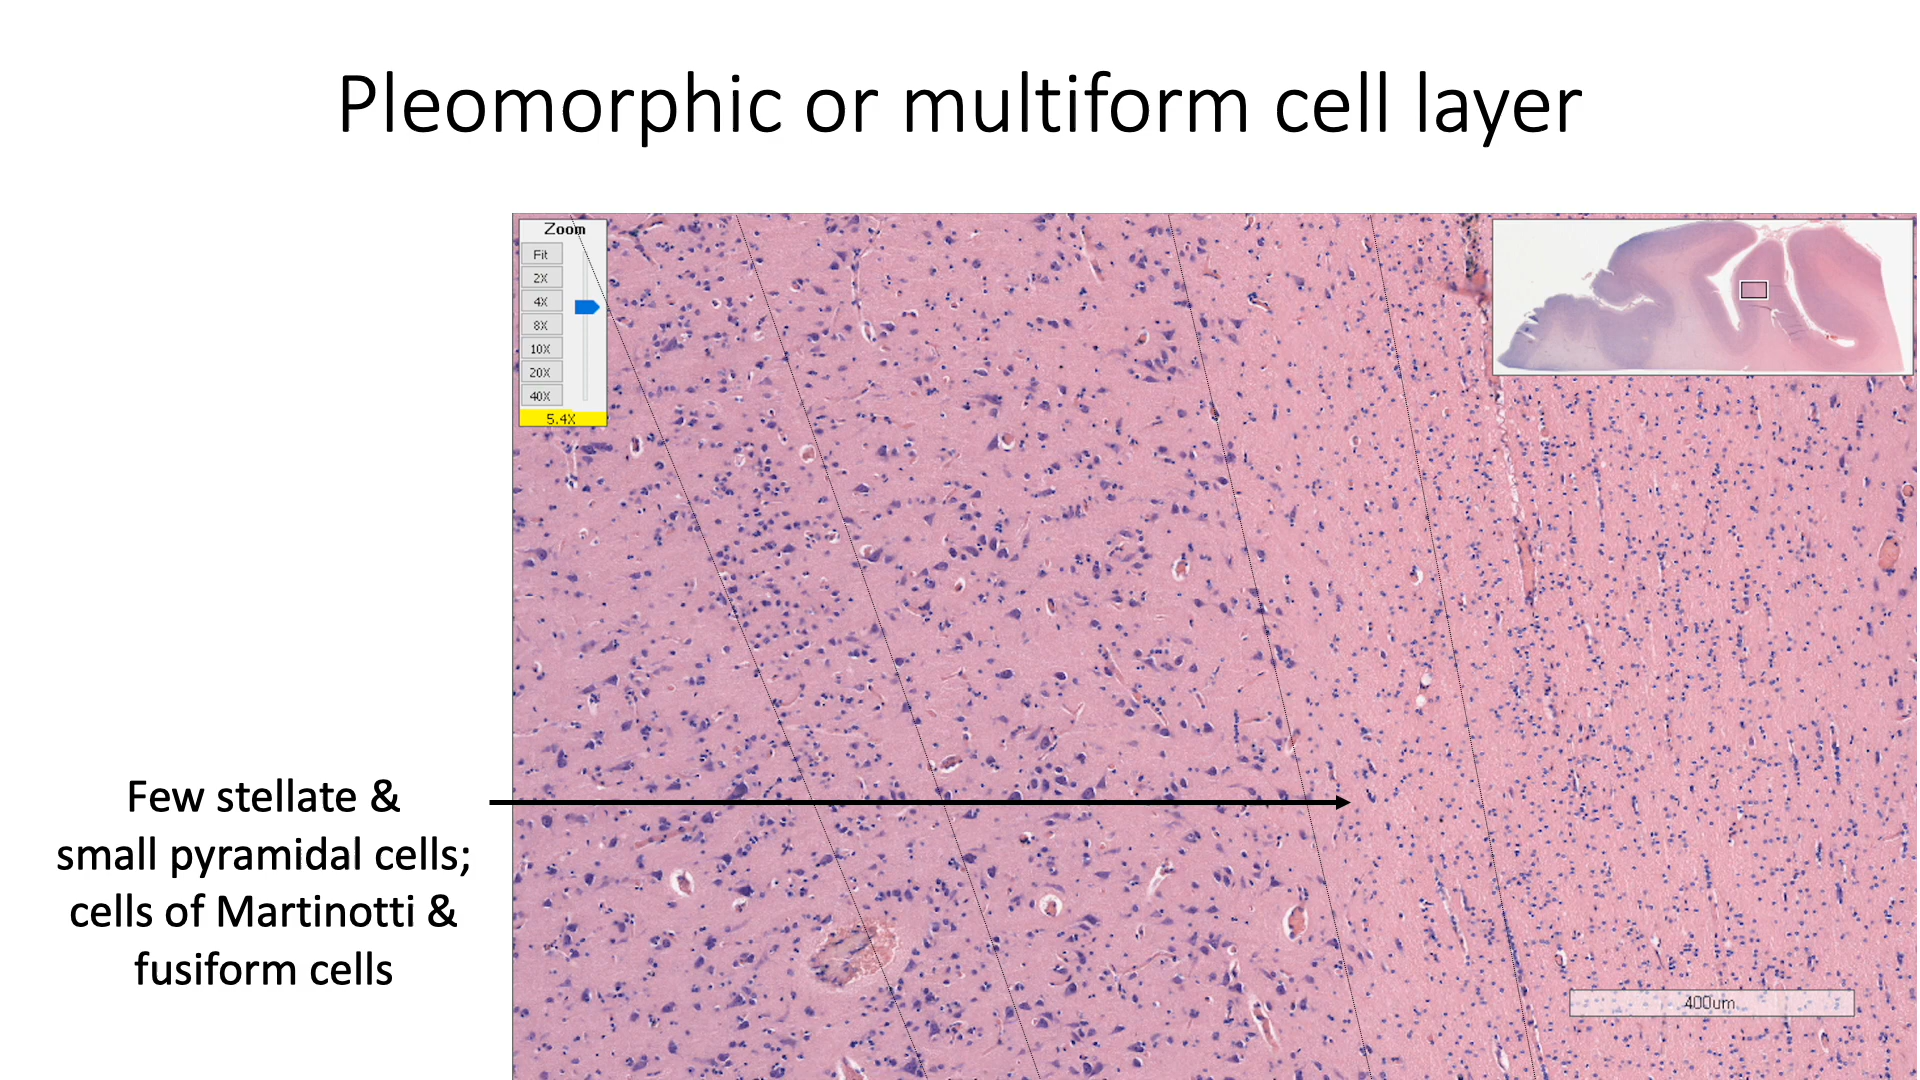 Pleomorphic or multiform cell layer
Zoom
Fit
2X
4X
8X
10X
20X
40X
5.4X
Few stellate &
small pyramidal cells;
cells of Martinotti &
fusiform cells
400um